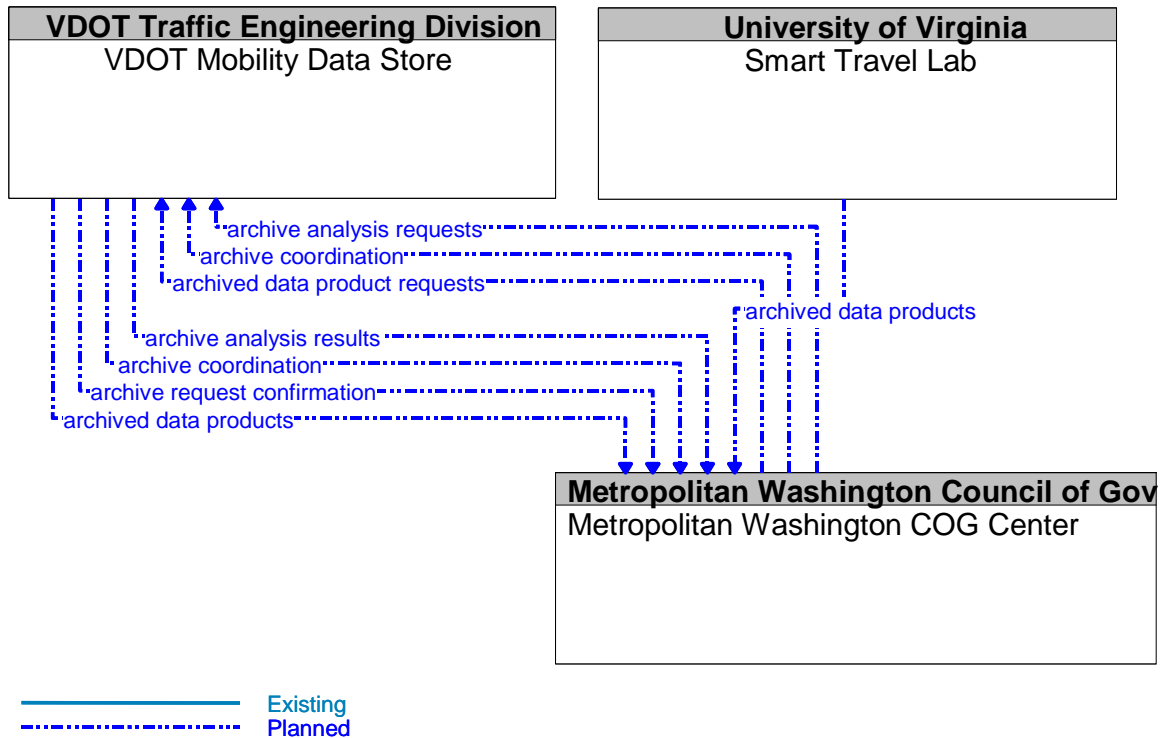 VDOT Traffic Engineering Division
VDOT Mobility Data Store
University of Virginia
Smart Travel Lab
archive analysis requests
archive coordination
archived data product requests
archived data products
archive analysis results
archive coordination
archive request confirmation
archived data products
Metropolitan Washington Council of Gov
Metropolitan Washington COG Center
Existing
Planned